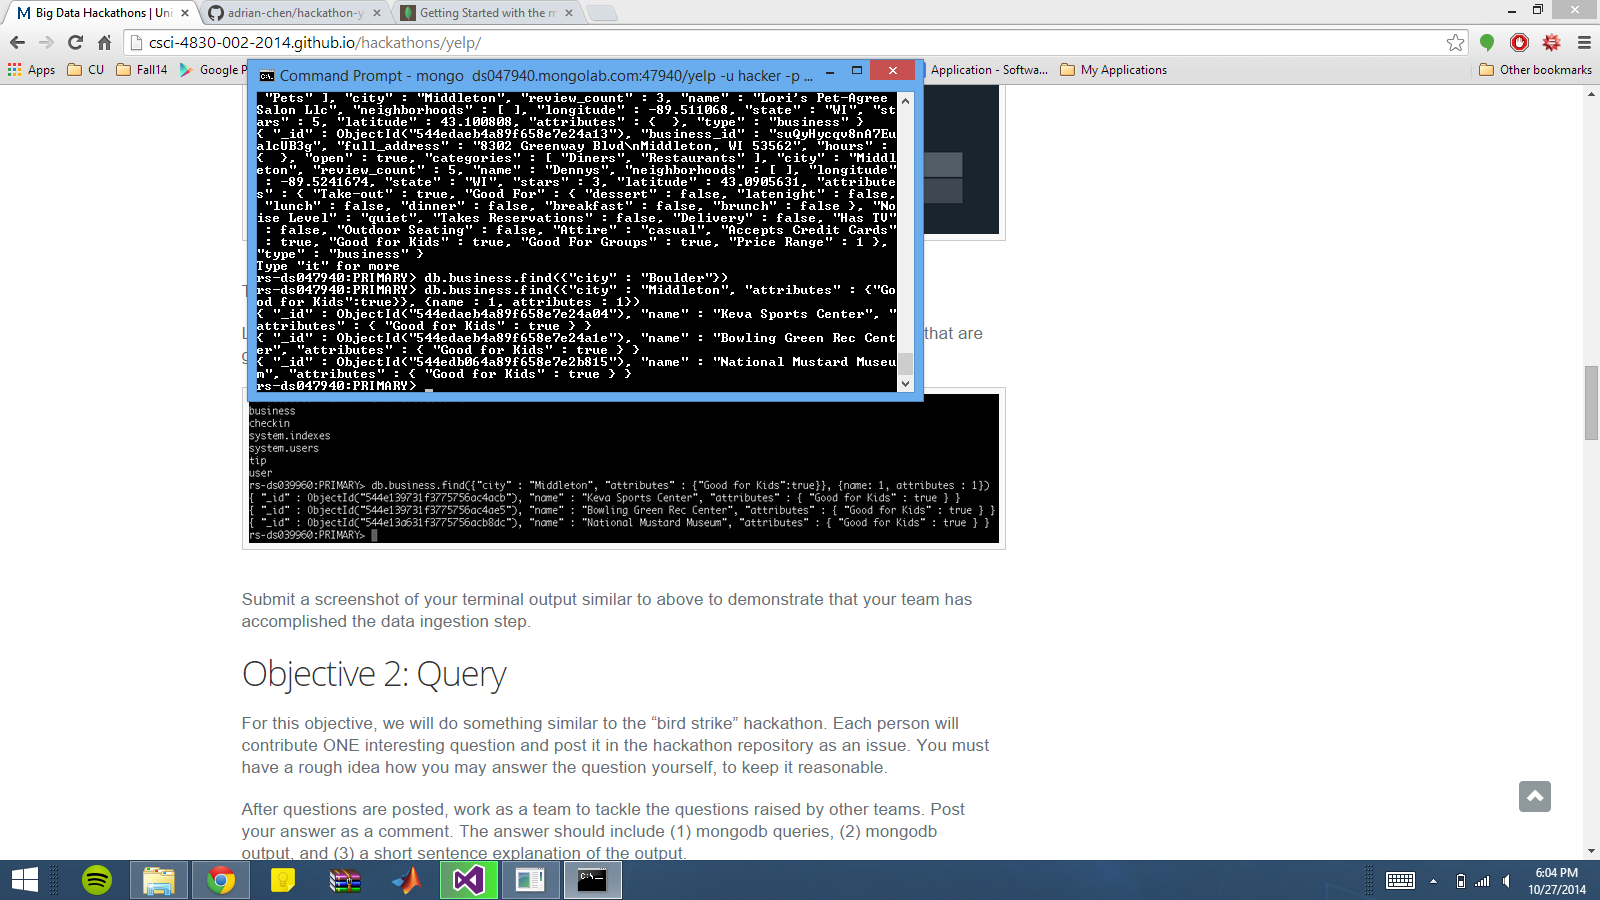 Big Data Hackathons | Uni
adrian-chen/hackathon-y
Getting Started with the m
csci-4830-002-2014.github.io/hackathons/yelp/
Apps
CU
Fall14
Google P
Application - Softwa...
My Applications
Other bookmarks
Command Prompt - mongo  ds047940.mongolab.com:47940/yelp -u hacker -p ...
"Pets" ], "city" : "Middleton", "review_count" : 3, "name" : "Lori's Pet-Agree
Salon Llc", "neighborhoods" : [ ], "longitude" : -89.511068, "state" : "WI", "st
ars" : 5, "latitude" : 43.100808, "attributes" : {  }, "type" : "business" }
{ "_id" : ObjectId("544edaeb4a89f658e7e24a13"), "business_id" : "suQyHycqv8nA7Eu
alcUB3g", "full_address" : "8302 Greenway Blvd\nMiddleton, WI 53562", "hours" :
{  }, "open" : true, "categories" : [ "Diners", "Restaurants" ], "city" : "Middl
eton", "review_count" : 5, "name" : "Dennys", "neighborhoods" : [ ], "longitude"
: -89.5241674, "state" : "WI", "stars" : 3, "latitude" : 43.0905631, "attribute
s" : { "Take-out" : true, "Good For" : { "dessert" : false, "latenight" : false,
"lunch" : false, "dinner" : false, "breakfast" : false, "brunch" : false }, "No
ise Level" : "quiet", "Takes Reservations" : false, "Delivery" : false, "Has TV"
: false, "Outdoor Seating" : false, "Attire" : "casual", "Accepts Credit Cards"
: true, "Good for Kids" : true, "Good For Groups" : true, "Price Range" : 1 },
"type" : "business" }
Type "it" for more
rs-ds047940:PRIMARY> db.business.find({"city" : "Boulder"})
rs-ds047940:PRIMARY> db.business.find({"city" : "Middleton", "attributes" : {"Go
od for Kids":true}}, {name : 1, attributes : 1})
{ "_id" : ObjectId("544edaeb4a89f658e7e24a04"), "name" : "Keva Sports Center", "
attributes" : { "Good for Kids" : true } }
{ "_id" : ObjectId("544edaeb4a89f658e7e24a1e"), "name" : "Bowling Green Rec Cent
er", "attributes" : { "Good for Kids" : true } }
{ "_id" : ObjectId("544edb064a89f658e7e2b815"), "name" : "National Mustard Museu
m", "attributes" : { "Good for Kids" : true } }
rs-ds047940:PRIMARY>
that are
business
checkin
system.indexes
system.users
tip
user
rs-ds039960:PRIMARY> db.business.find({"city" : "Middleton", "attributes" : {"Good for Kids":true}}, {name: 1, attributes : 1})
{ "_id" : ObjectId("544e139731f3775756ac4acb"), "name" : "Keva Sports Center", "attributes" : { "Good for Kids" : true } }
{ "_id" : ObjectId("544e139731f3775756ac4ae5"), "name" : "Bowling Green Rec Center", "attributes" : { "Good for Kids" : true } }
{ "_id" : ObjectId("544e13a631f3775756acb8dc"), "name" : "National Mustard Museum", "attributes" : { "Good for Kids" : true } }
rs-ds039960:PRIMARY>
Submit a screenshot of your terminal output similar to above to demonstrate that your team has
accomplished the data ingestion step.
Objective 2: Query
For this objective, we will do something similar to the “bird strike” hackathon. Each person will
contribute ONE interesting question and post it in the hackathon repository as an issue. You must
have a rough idea how you may answer the question yourself, to keep it reasonable.
After questions are posted, work as a team to tackle the questions raised by other teams. Post
your answer as a comment. The answer should include (1) mongodb queries, (2) mongodb
output, and (3) a short sentence explanation of the output.
6:04 PM
10/27/2014